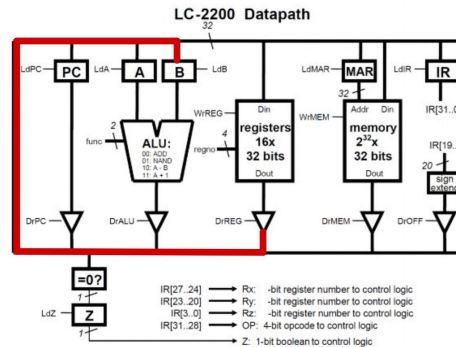 LC-2200 Datapath
32
LdPC PC LdA A B LdB LdMAR MAR LdIR IR
32 IR[31..0
Din Addr Din
WrREG WrMEM
2 func ALU: 4 regno registers memory IR[19..
00: ADD 16x 2³²x
01: NAND 32 bits 32 bits 20
10: A - B sign
11: A + 1 Dout Dout extend
DrPC DrALU DrREG DrMEM DrOFF
=0?
1
LdZ Z
1
IR[27..24] Rx: -bit register number to control logic
IR[23..20] Ry: -bit register number to control logic
IR[3..0] Rz: -bit register number to control logic
IR[31..28] OP: 4-bit opcode to control logic
Z: 1-bit boolean to control logic